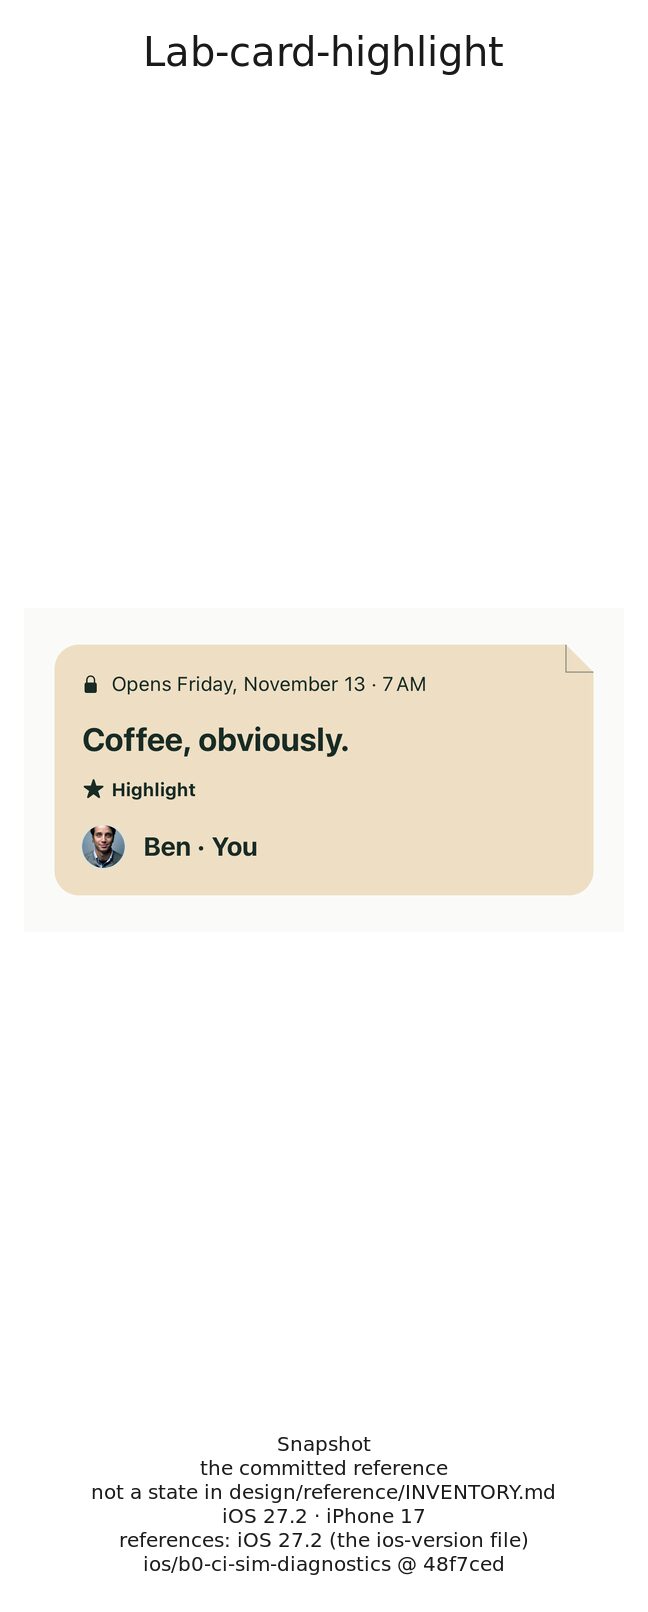 Lab-card-highlight
Opens Friday, November 13 · 7 AM
Coffee, obviously.
Highlight
Ben · You
Snapshot
the committed reference
not a state in design/reference/INVENTORY.md
iOS 27.2 · iPhone 17
references: iOS 27.2 (the ios-version file)
ios/b0-ci-sim-diagnostics @ 48f7ced